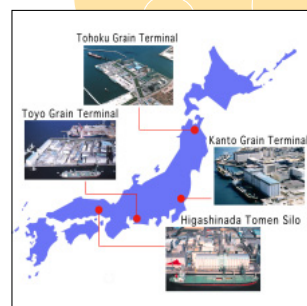 Tohoku Grain Terminal
Toyo Grain Terminal
Kanto Grain Terminal
Higashinada Tomen Silo